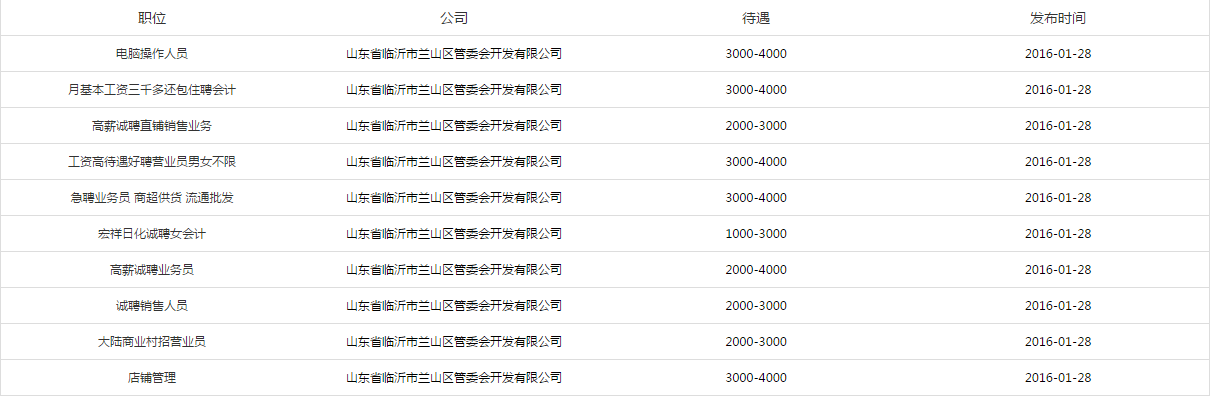 职位 公司 待遇 发布时间
电脑操作人员 山东省临沂市兰山区管委会开发有限公司 3000-4000 2016-01-28
月基本工资三千多还包住聘会计 山东省临沂市兰山区管委会开发有限公司 3000-4000 2016-01-28
高薪诚聘直铺销售业务 山东省临沂市兰山区管委会开发有限公司 2000-3000 2016-01-28
工资高待遇好聘营业员男女不限 山东省临沂市兰山区管委会开发有限公司 3000-4000 2016-01-28
急聘业务员 商超供货 流通批发 山东省临沂市兰山区管委会开发有限公司 3000-4000 2016-01-28
宏祥日化诚聘女会计 山东省临沂市兰山区管委会开发有限公司 1000-3000 2016-01-28
高薪诚聘业务员 山东省临沂市兰山区管委会开发有限公司 2000-4000 2016-01-28
诚聘销售人员 山东省临沂市兰山区管委会开发有限公司 2000-3000 2016-01-28
大陆商业村招营业员 山东省临沂市兰山区管委会开发有限公司 2000-3000 2016-01-28
店铺管理 山东省临沂市兰山区管委会开发有限公司 3000-4000 2016-01-28